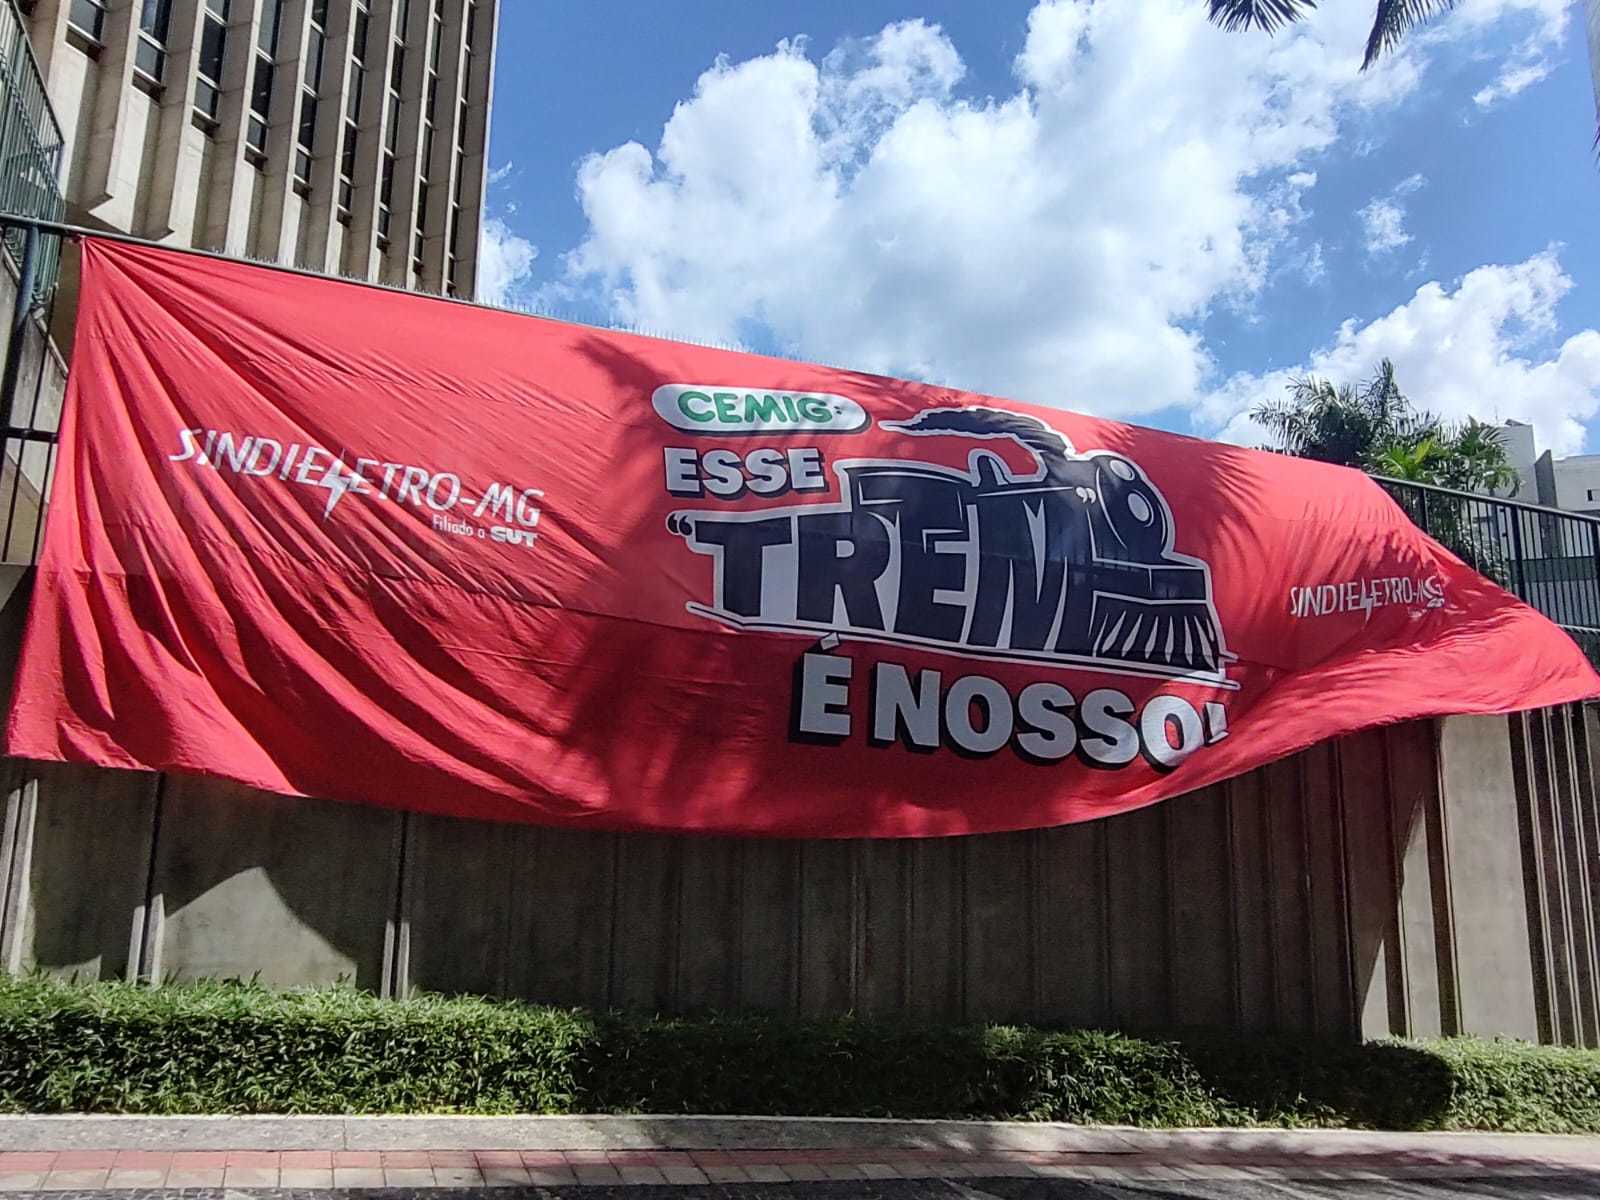 SINDIELETRO-MG
Filiado a CUT
CEMIG:
ESSE
"TREM"
É NOSSO!
SINDIELETRO-MG